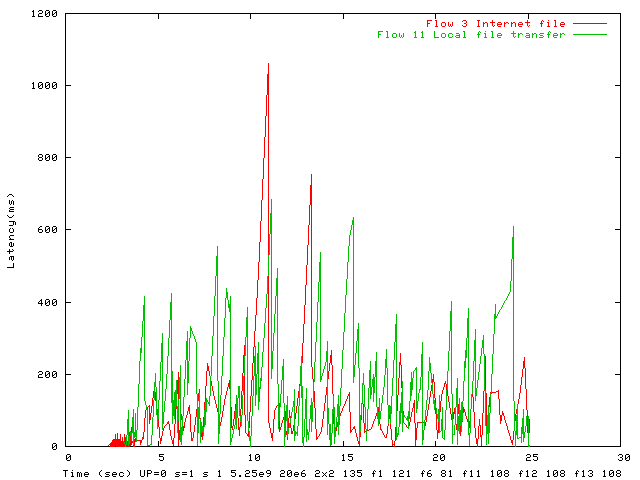 1200
Flow 3 Internet file
Flow 11 Local file transfer
1000
800
600
400
200
0
Latency(ms)
0 5 10 15 20 25 30
Time (sec) UP=0 s=1 s 1 5.25e9 20e6 2x2 135 f1 121 f6 81 f11 108 f12 108 f13 108